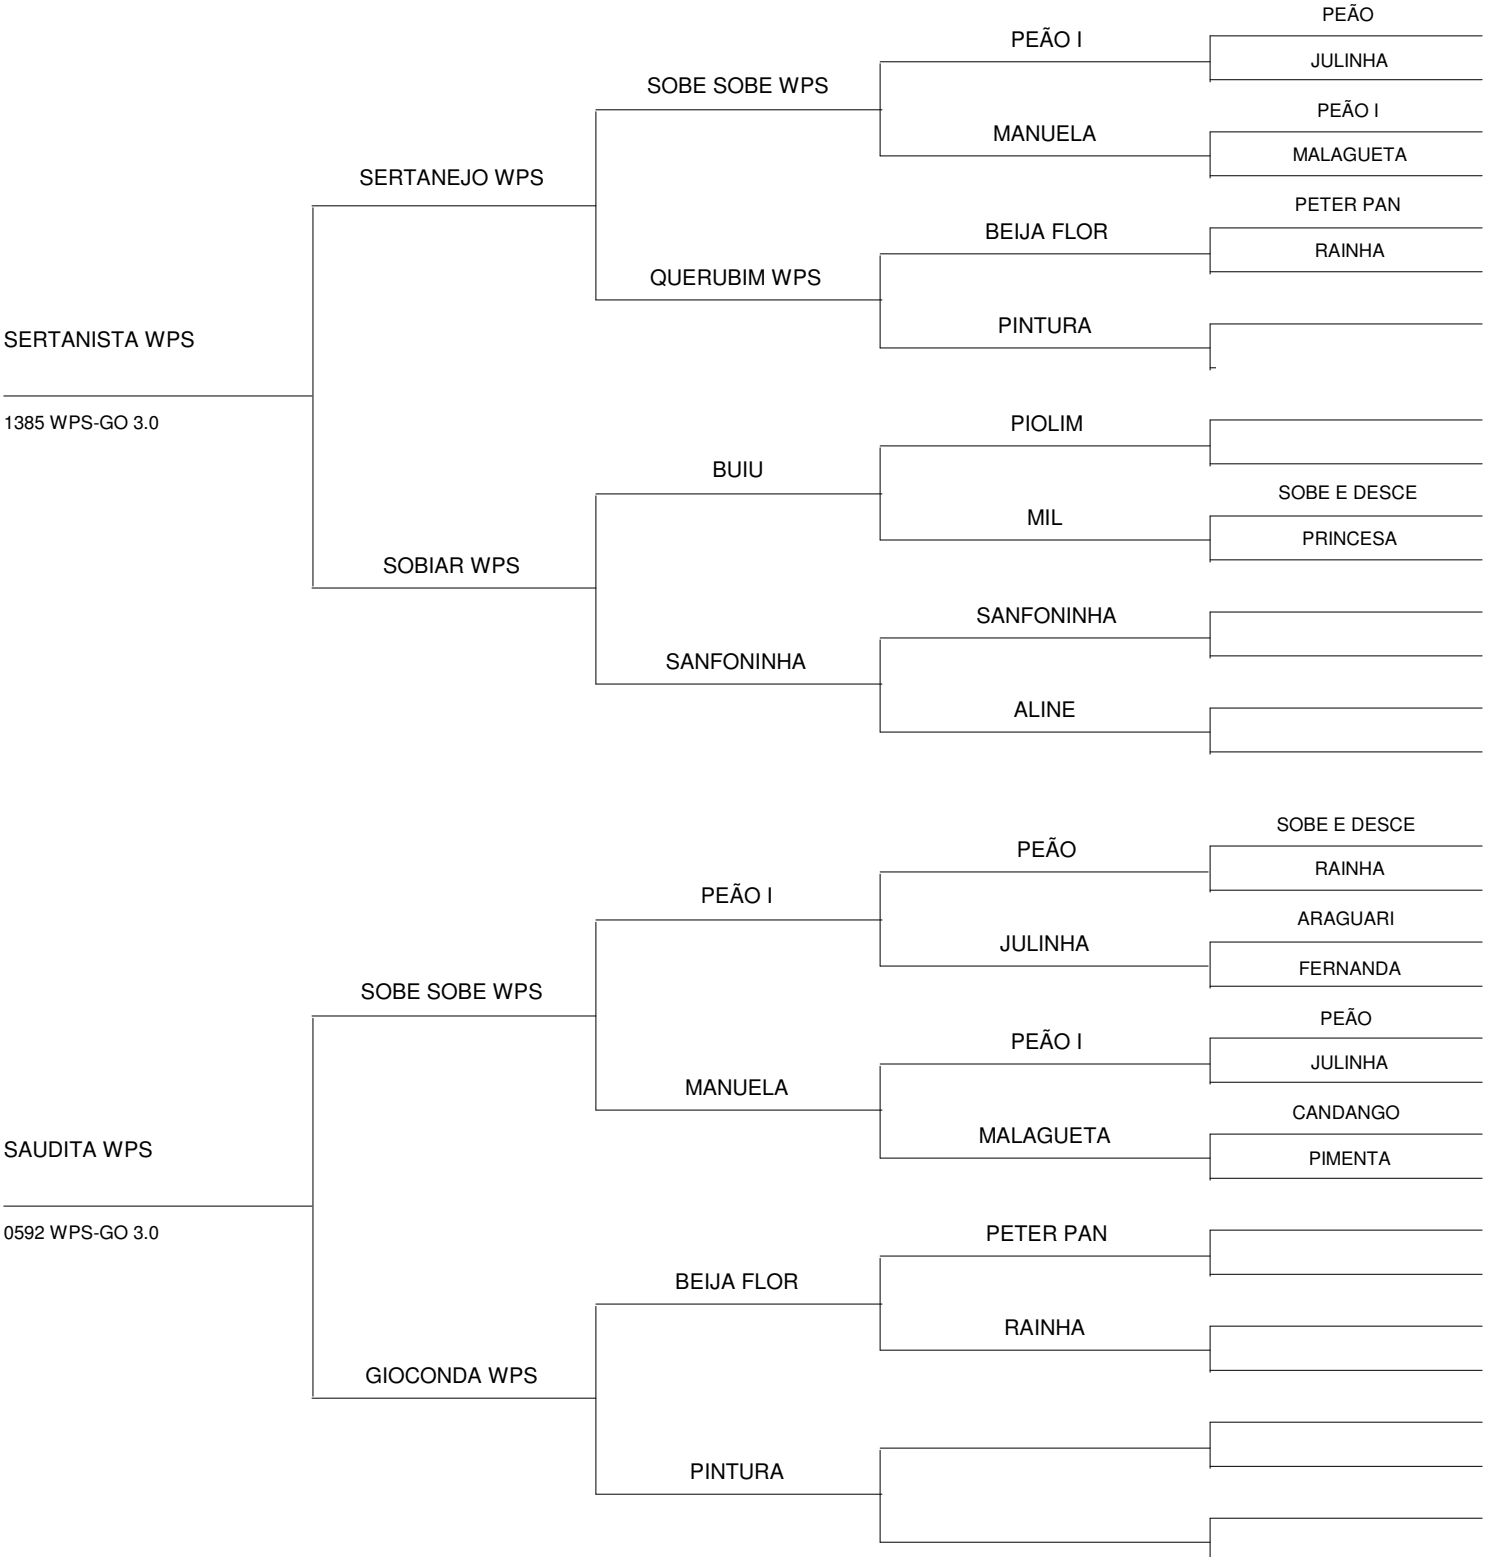 PEÃO
PEÃO I
JULINHA
SOBE SOBE WPS
PEÃO I
MANUELA
MALAGUETA
SERTANEJO WPS
PETER PAN
BEIJA FLOR
RAINHA
QUERUBIM WPS
PINTURA
SERTANISTA WPS
1385 WPS-GO 3.0
PIOLIM
BUIU
SOBE E DESCE
MIL
PRINCESA
SOBIAR WPS
SANFONINHA
SANFONINHA
ALINE
SOBE E DESCE
PEÃO
RAINHA
PEÃO I
ARAGUARI
JULINHA
FERNANDA
SOBE SOBE WPS
PEÃO
PEÃO I
JULINHA
MANUELA
CANDANGO
MALAGUETA
PIMENTA
SAUDITA WPS
0592 WPS-GO 3.0
PETER PAN
BEIJA FLOR
RAINHA
GIOCONDA WPS
PINTURA